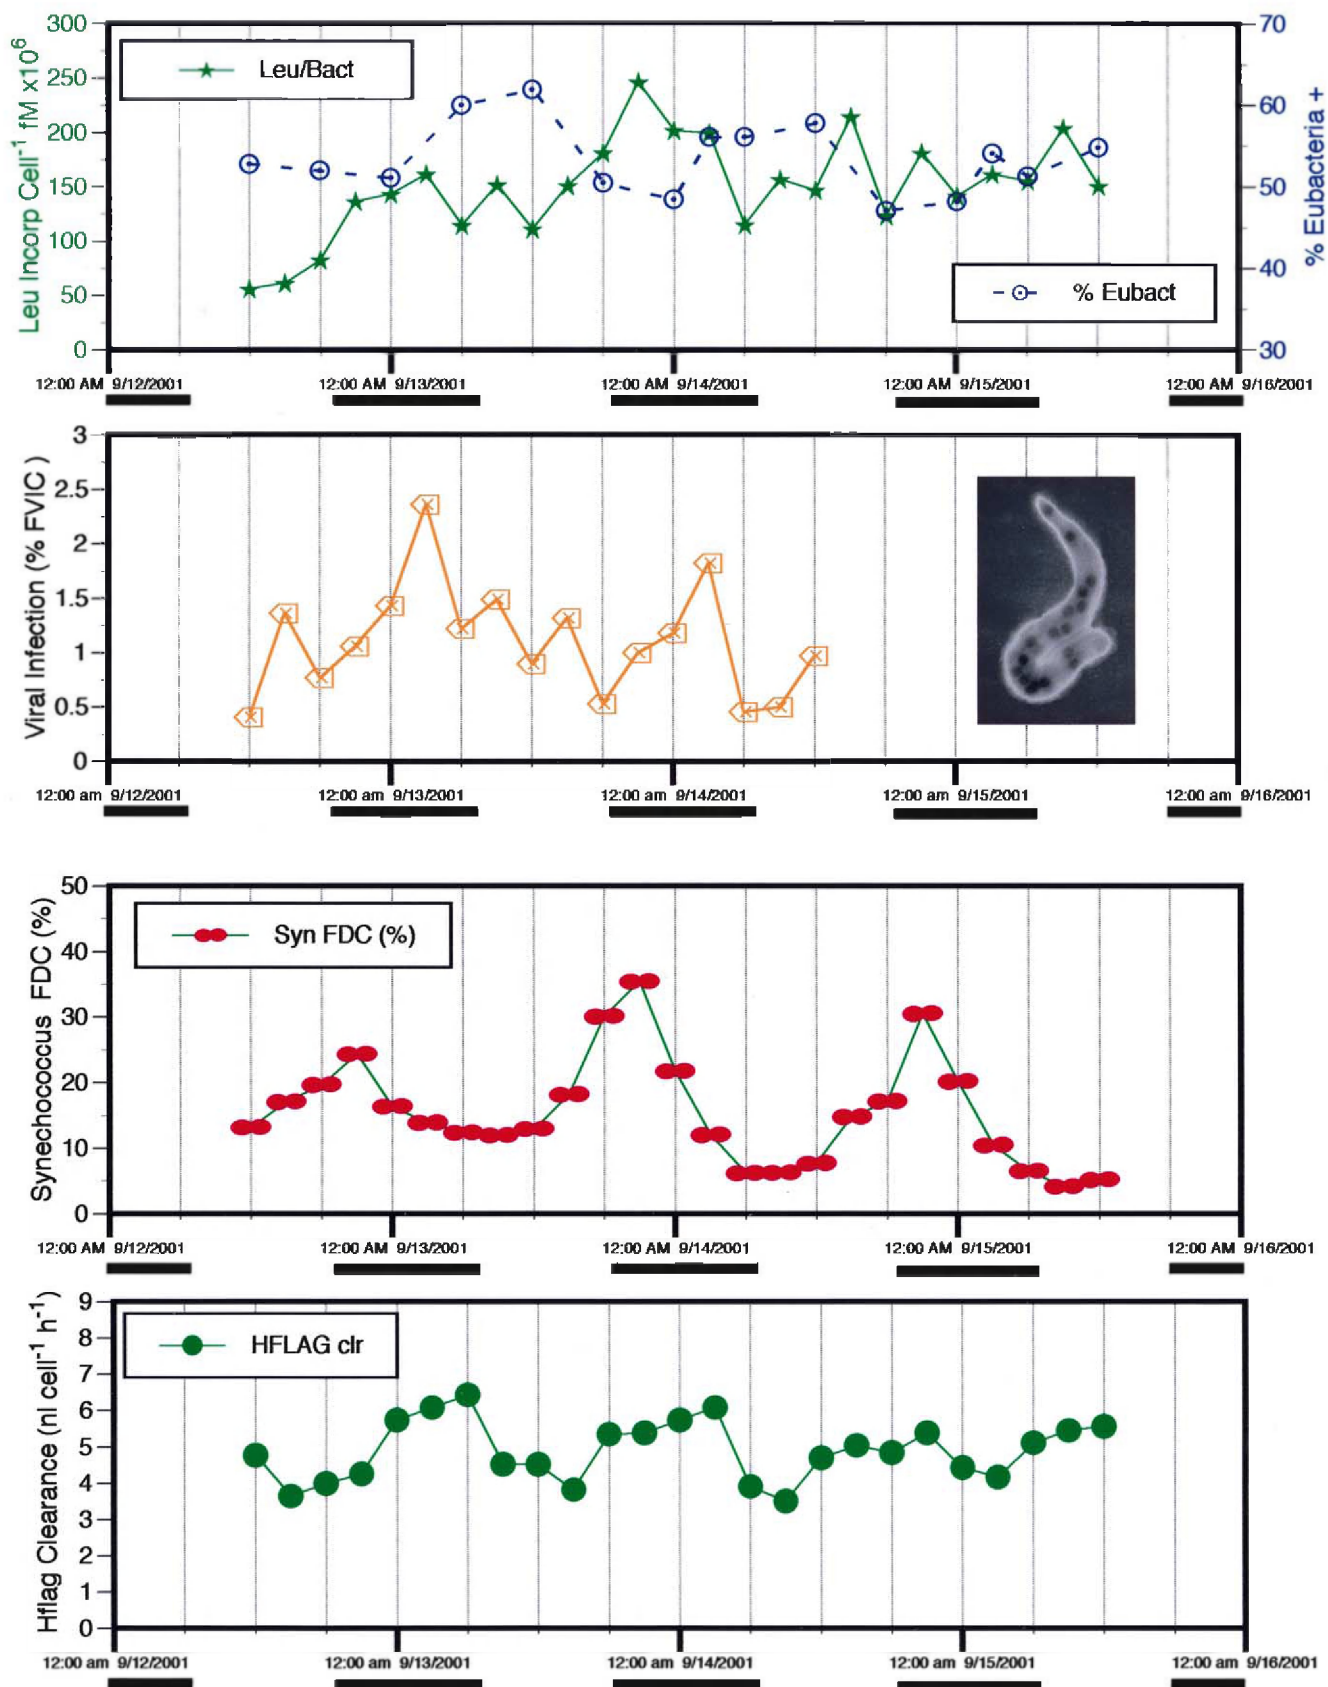 300
250
200
150
100
50
0
Leu Incorp Cell⁻¹ fM x10⁶
Leu/Bact
% Eubact
70
60
50
40
30
% Eubacteria +
12:00 AM 9/12/2001
12:00 AM 9/13/2001
12:00 AM 9/14/2001
12:00 AM 9/15/2001
12:00 AM 9/16/2001
3
2.5
2
1.5
1
0.5
0
Viral Infection (% FVIC )
12:00 am 9/12/2001
12:00 am 9/13/2001
12:00 am 9/14/2001
12:00 am 9/15/2001
12:00 am 9/16/2001
50
40
30
20
10
0
Synechococcus FDC (%)
Syn FDC (%)
12:00 AM 9/12/2001
12:00 AM 9/13/2001
12:00 AM 9/14/2001
12:00 AM 9/15/2001
12:00 AM 9/16/2001
9
8
7
6
5
4
3
2
1
0
Hflag Clearance (nl cell⁻¹ h⁻¹)
HFLAG clr
12:00 am 9/12/2001
12:00 am 9/13/2001
12:00 am 9/14/2001
12:00 am 9/15/2001
12:00 am 9/16/2001